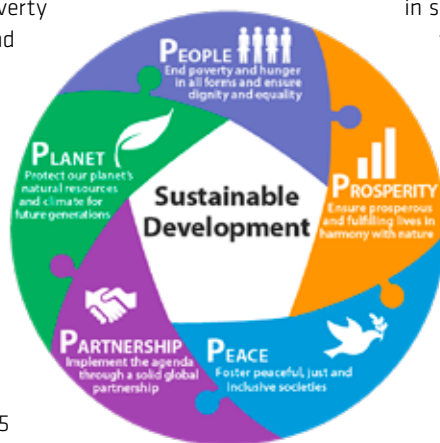 overty
in s
PEOPLE
End poverty and hunger
in all forms and ensure
dignity and equality
PLANET
Protect our planet's
natural resources
and climate for
future generations
Sustainable
Development
PROSPERITY
Ensure prosperous
and fulfilling lives in
harmony with nature
PARTNERSHIP
Implement the agenda
through a solid global
partnership
PEACE
Foster peaceful, just and
inclusive societies
5